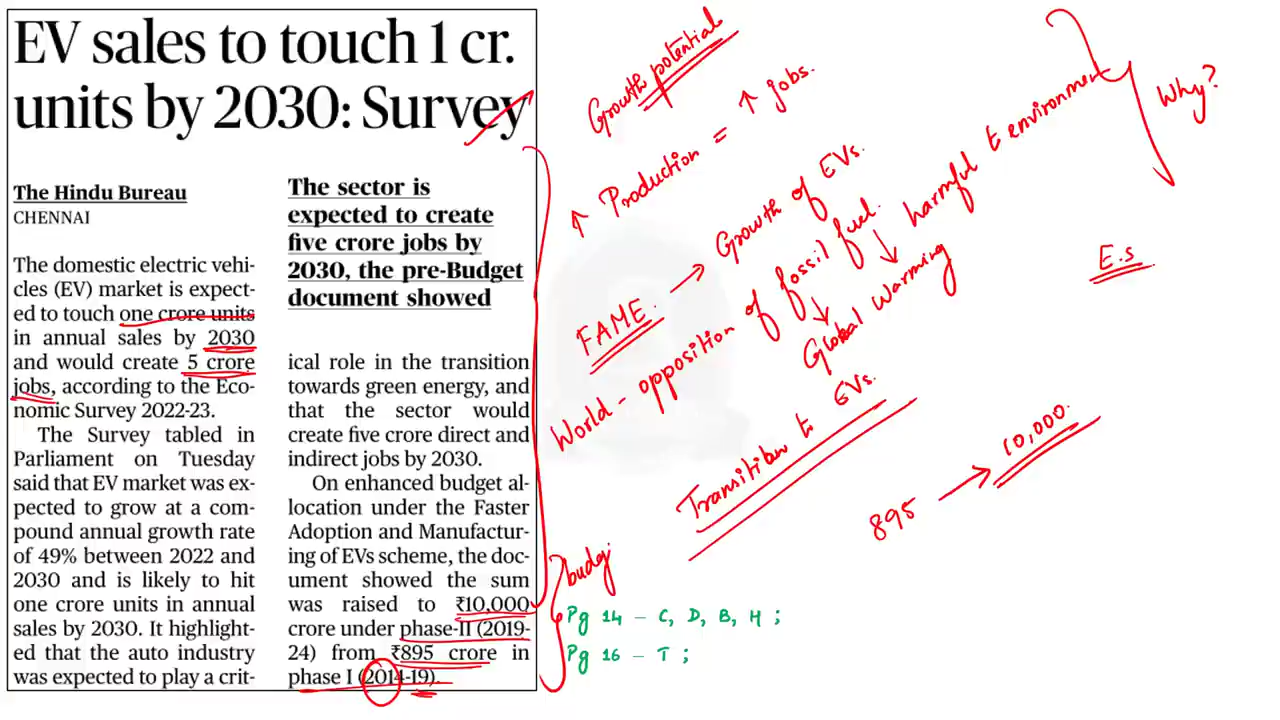 EV sales to touch 1 cr.
units by 2030: Survey
The Hindu Bureau
CHENNAI
The domestic electric vehi-
cles (EV) market is expect-
ed to touch one crore units
in annual sales by 2030
and would create 5 crore
jobs, according to the Eco-
nomic Survey 2022-23.
The Survey tabled in
Parliament on Tuesday
said that EV market was ex-
pected to grow at a com-
pound annual growth rate
of 49% between 2022 and
2030 and is likely to hit
one crore units in annual
sales by 2030. It highlight-
ed that the auto industry
was expected to play a crit-
The sector is
expected to create
five crore jobs by
2030, the pre-Budget
document showed
ical role in the transition
towards green energy, and
that the sector would
create five crore direct and
indirect jobs by 2030.
On enhanced budget al-
location under the Faster
Adoption and Manufactur-
ing of EVs scheme, the doc-
ument showed the sum
was raised to ₹10,000
crore under phase-II (2019-
24) from ₹895 crore in
phase I (2014-19).
Growth potential
↑ Production = ↑ jobs.
FAME. → Growth of EVs.
World - opposition of fossil fuel.
↓ ↓ harmful to environment
Global Warming
Why?
Transition to EVs.
E.S
895 → 10,000.
budg
Pg 14 - C, D, B, H ;
Pg 16 - T ;